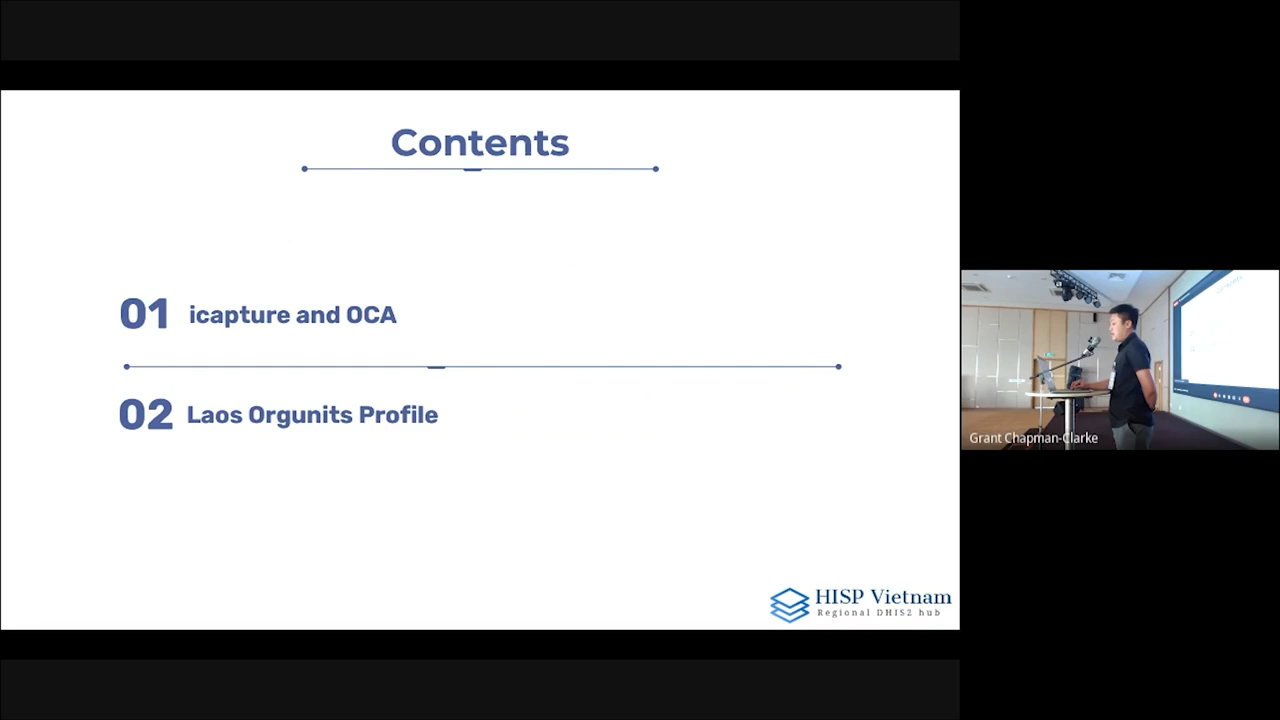 Contents
01 icapture and OCA
02 Laos Orgunits Profile
HISP Vietnam
Regional DHIS2 hub
Grant Chapman-Clarke